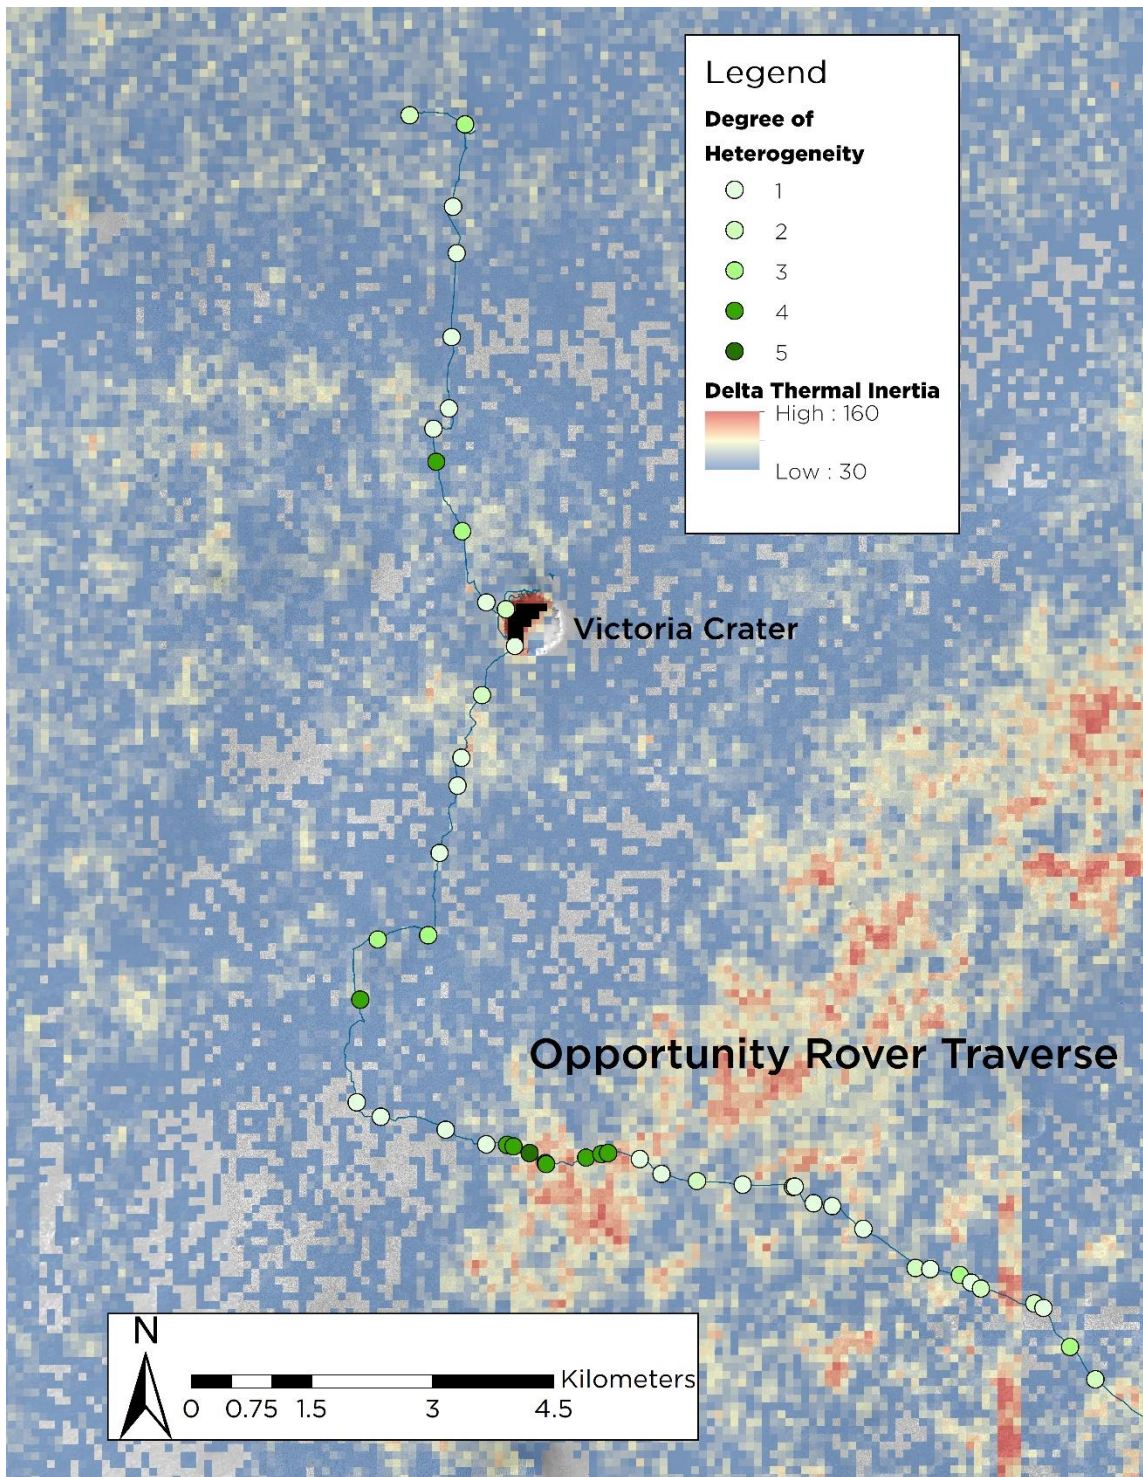 Legend
Degree of
Heterogeneity
1
2
3
4
5
Delta Thermal Inertia
High : 160
Low : 30
Victoria Crater
Opportunity Rover Traverse
N
Kilometers
0 0.75 1.5 3 4.5